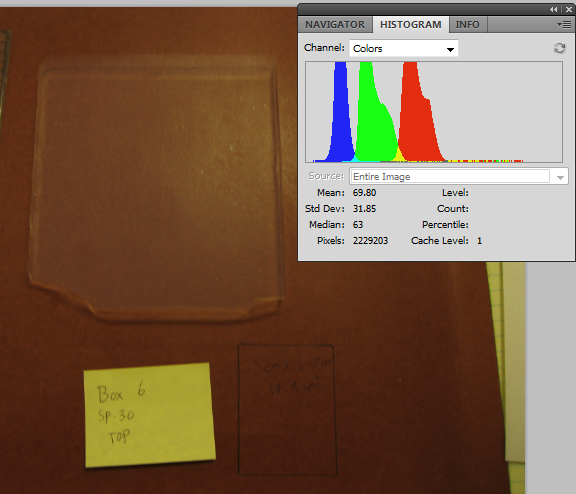 NAVIGATOR HISTOGRAM INFO
Channel: Colors
Source: Entire Image
Mean: 69.80 Level:
Std Dev: 31.85 Count:
Median: 63 Percentile:
Pixels: 2229203 Cache Level: 1
Box 6
SP-30
TOP